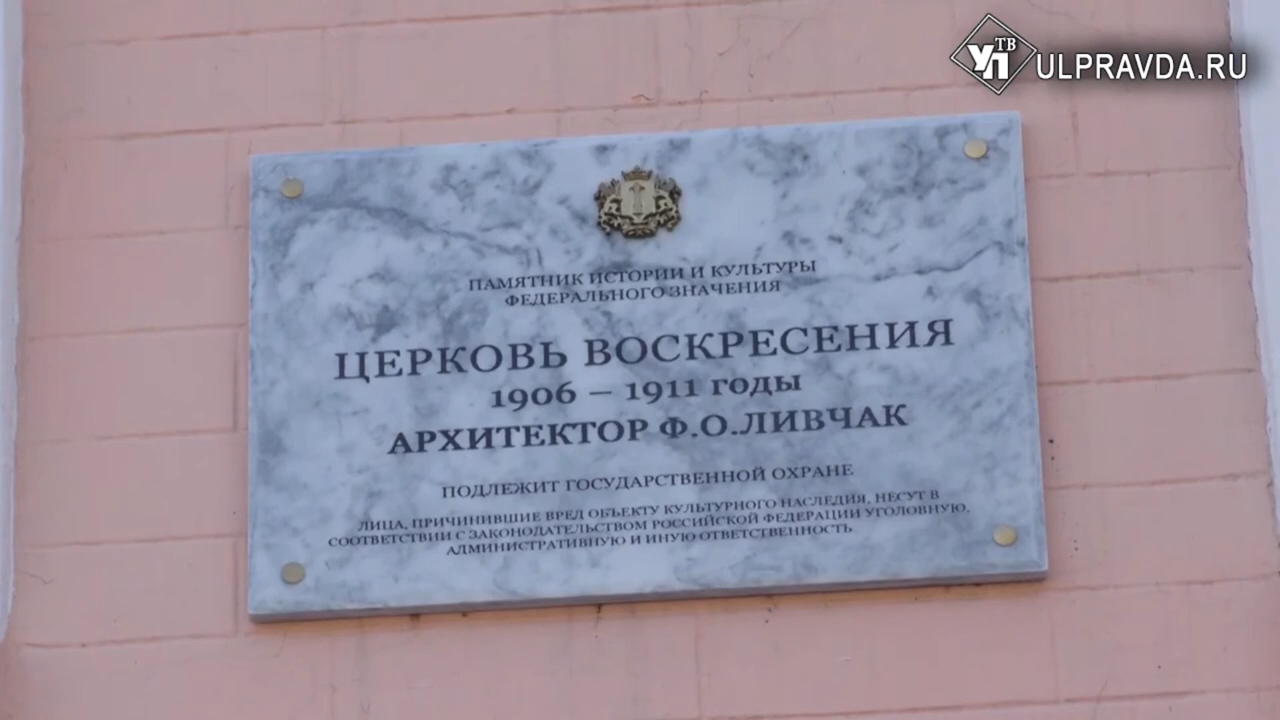 УП ТВ
ULPRAVDA.RU
ПАМЯТНИК ИСТОРИИ И КУЛЬТУРЫ
ФЕДЕРАЛЬНОГО ЗНАЧЕНИЯ
ЦЕРКОВЬ ВОСКРЕСЕНИЯ
1906 – 1911 ГОДЫ
АРХИТЕКТОР Ф.О.ЛИВЧАК
ПОДЛЕЖИТ ГОСУДАРСТВЕННОЙ ОХРАНЕ
ЛИЦА, ПРИЧИНИВШИЕ ВРЕД ОБЪЕКТУ КУЛЬТУРНОГО НАСЛЕДИЯ, НЕСУТ В
СООТВЕТСТВИИ С ЗАКОНОДАТЕЛЬСТВОМ РОССИЙСКОЙ ФЕДЕРАЦИИ УГОЛОВНУЮ,
АДМИНИСТРАТИВНУЮ И ИНУЮ ОТВЕТСТВЕННОСТЬ